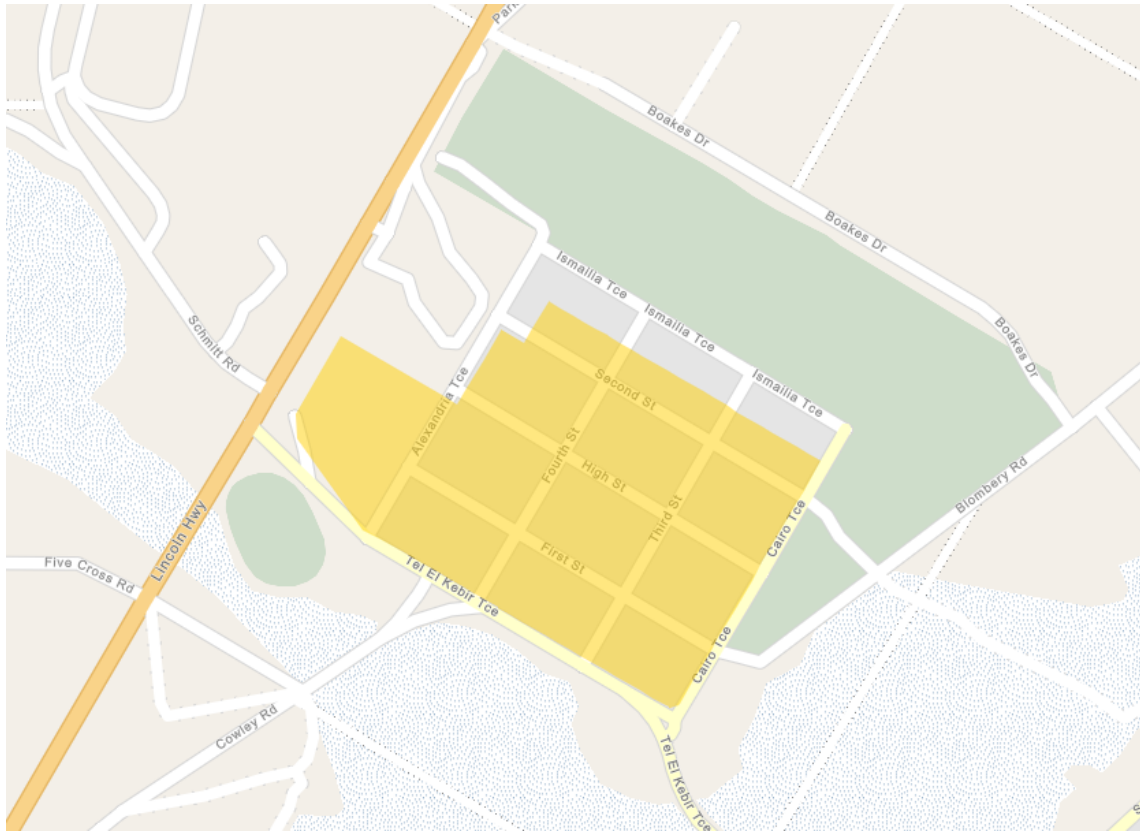 Park
Boakes Dr
Boakes Dr
Ismailia Tce
Ismailia Tce
Boakes Dr
Schmitt Rd
Ismailia Tce
Second St
Alexandria Tce
Fourth St
High St
Blombery Rd
Third St
Lincoln Hwy
Cairo Tce
Five Cross Rd
First St
Tel El Kebir Tce
Cairo Tce
Cowley Rd
Tel El Kebir Tce